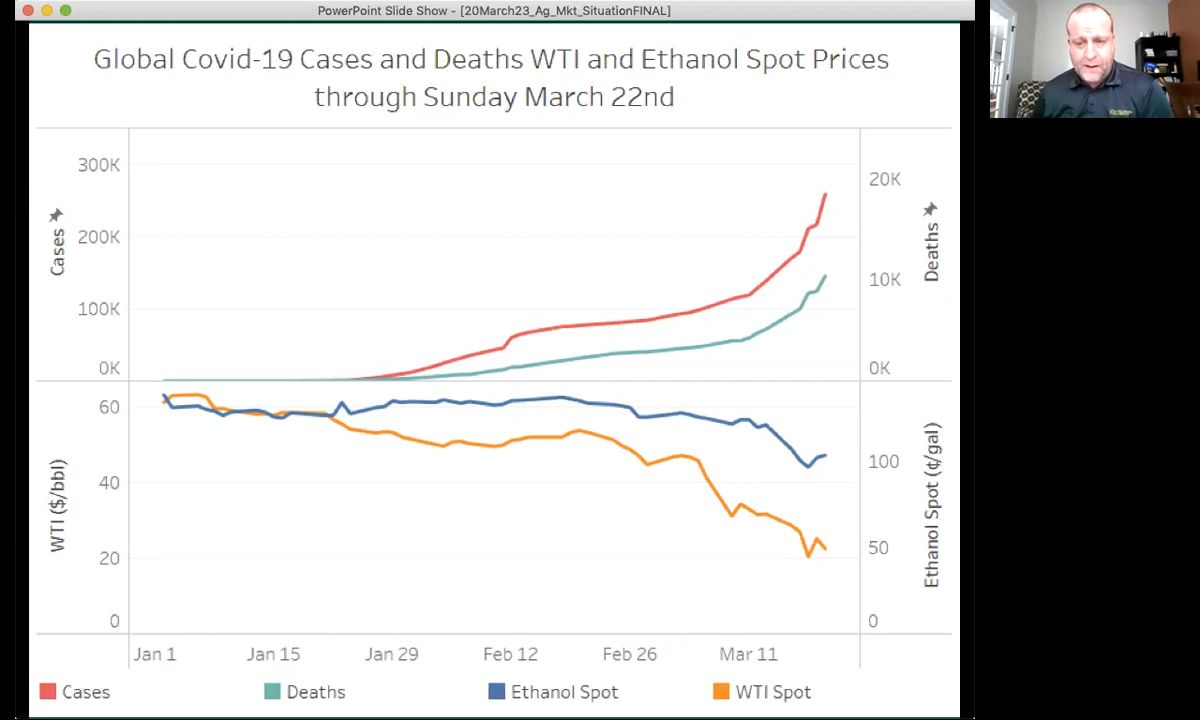 PowerPoint Slide Show - [20March23_Ag_Mkt_SituationFINAL]
Global Covid-19 Cases and Deaths WTI and Ethanol Spot Prices
through Sunday March 22nd
300K
200K
100K
0K
Cases
20K
10K
0K
Deaths
60
40
20
0
WTI ($/bbl)
100
50
0
Ethanol Spot (¢/gal)
Jan 1
Jan 15
Jan 29
Feb 12
Feb 26
Mar 11
Cases
Deaths
Ethanol Spot
WTI Spot